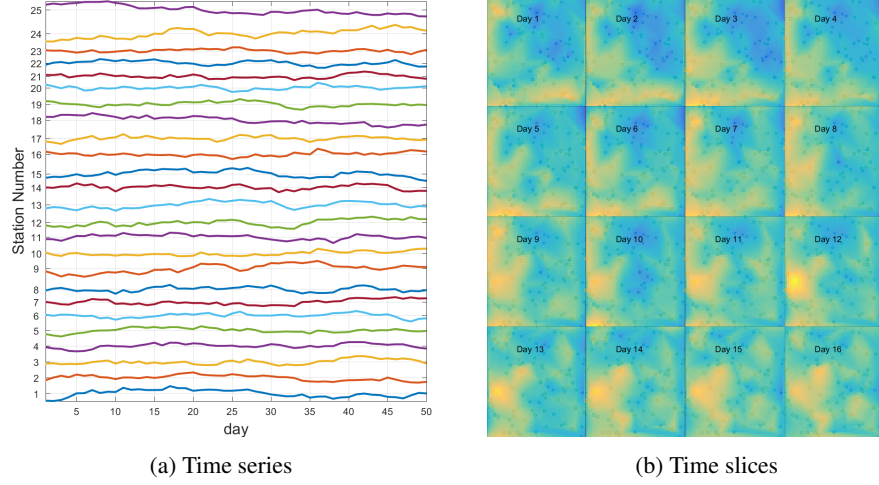 25
24
23
22
21
20
19
18
17
16
15
14
13
12
11
10
9
8
7
6
5
4
3
2
1
Station Number
5 10 15 20 25 30 35 40 45 50
day
Day 1 Day 2 Day 3 Day 4
Day 5 Day 6 Day 7 Day 8
Day 9 Day 10 Day 11 Day 12
Day 13 Day 14 Day 15 Day 16
(a) Time series
(b) Time slices